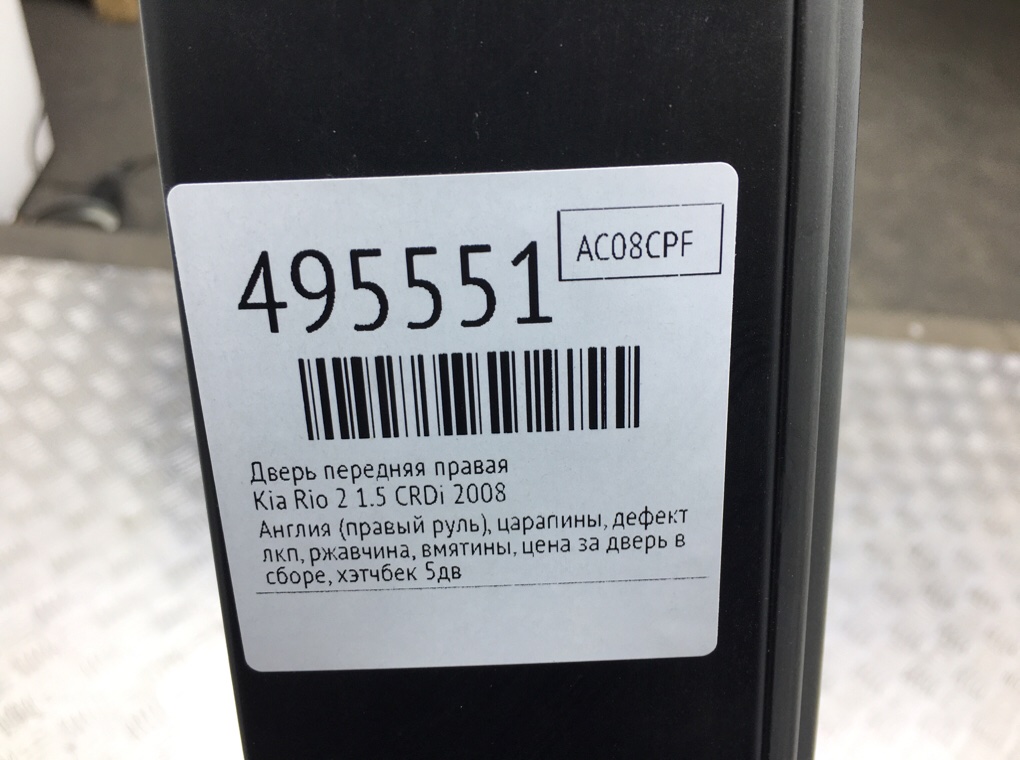 AC08CPF
495551
Дверь передняя правая
Kia Rio 2 1.5 CRDi 2008
Англия (правый руль), царапины, дефект
лкп, ржавчина, вмятины, цена за дверь в
сборе, хэтчбек 5дв